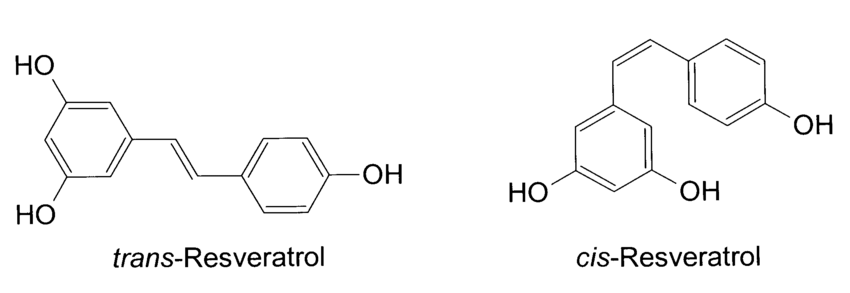 HO
OH
HO
trans-Resveratrol
OH
HO
OH
cis-Resveratrol